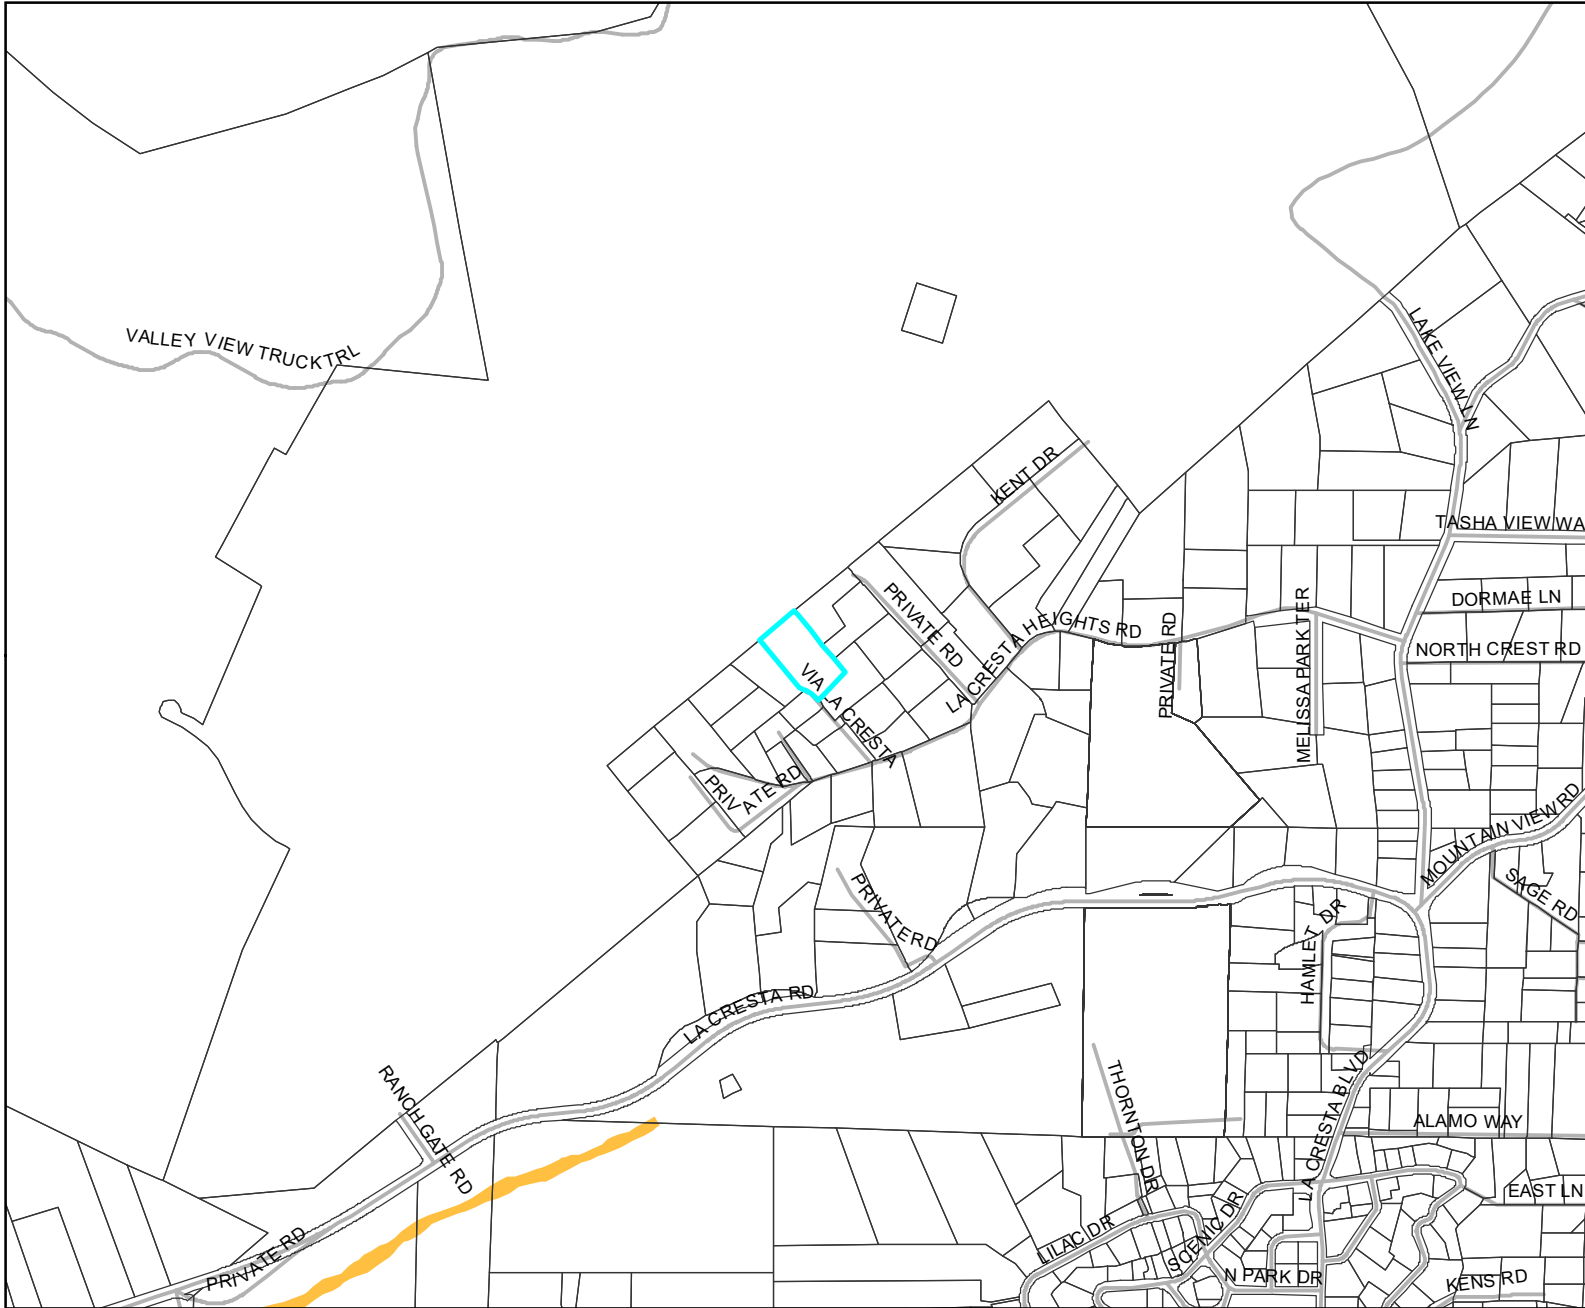 VALLEY VIEW TRUCKTRL
LAKE VIEW LN
KENT DR
TASHA VIEW WA
DORMAE LN
PRIVATE RD
LA CRESTA HEIGHTS RD
PRIVATE RD
MELISSA PARK TER
NORTH CREST RD
VIA LA CRESTA
PRIVATE RD
MOUNTAIN VIEW RD
SAGE RD
PRIVATE RD
HAMLET DR
LA CRESTA RD
RANCH GATE RD
THORNTON DR
LA CRESTA BLVD
ALAMO WAY
EAST LN
LILAC DR
SCENIC DR
PRIVATE RD
N PARK DR
KENS RD